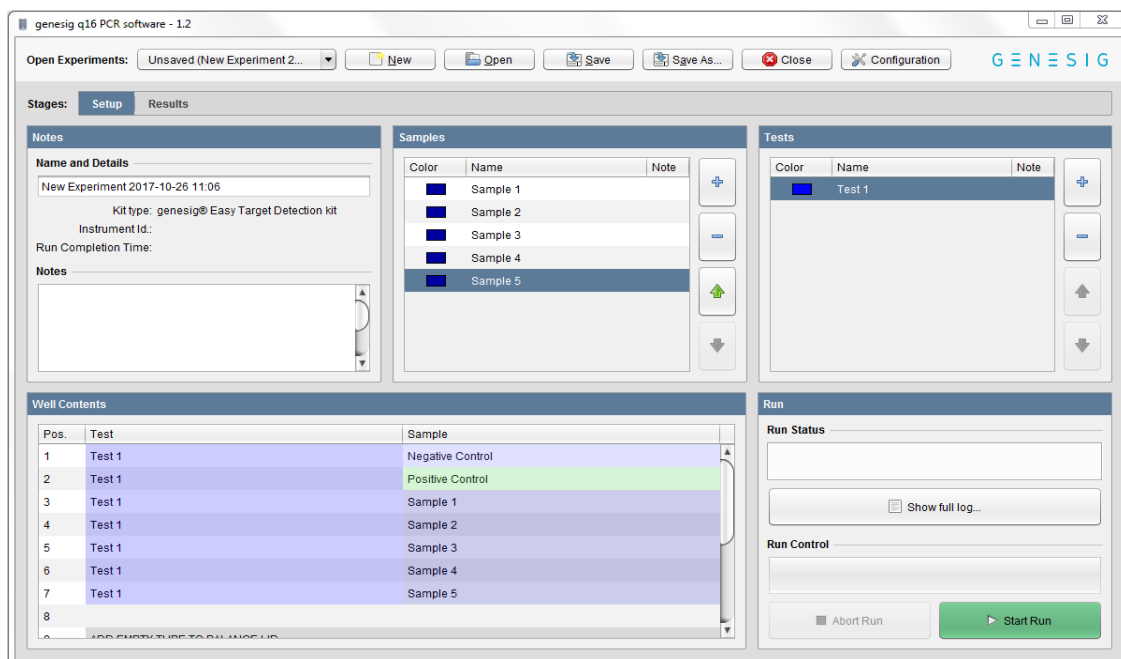 genesig q16 PCR software - 1.2
Open Experiments: Unsaved (New Experiment 2... New Open Save Save As... Close Configuration GENESIG
Stages: Setup Results
Notes
Name and Details
New Experiment 2017-10-26 11:06
Kit type: genesig® Easy Target Detection kit
Instrument Id.:
Run Completion Time:
Notes
Samples
Color Name Note
Sample 1
Sample 2
Sample 3
Sample 4
Sample 5
Tests
Color Name Note
Test 1
Well Contents
Pos. Test Sample
1 Test 1 Negative Control
2 Test 1 Positive Control
3 Test 1 Sample 1
4 Test 1 Sample 2
5 Test 1 Sample 3
6 Test 1 Sample 4
7 Test 1 Sample 5
8
ADD EMPTY TUBE TO BALANCE LID
Run
Run Status
Show full log...
Run Control
Abort Run Start Run